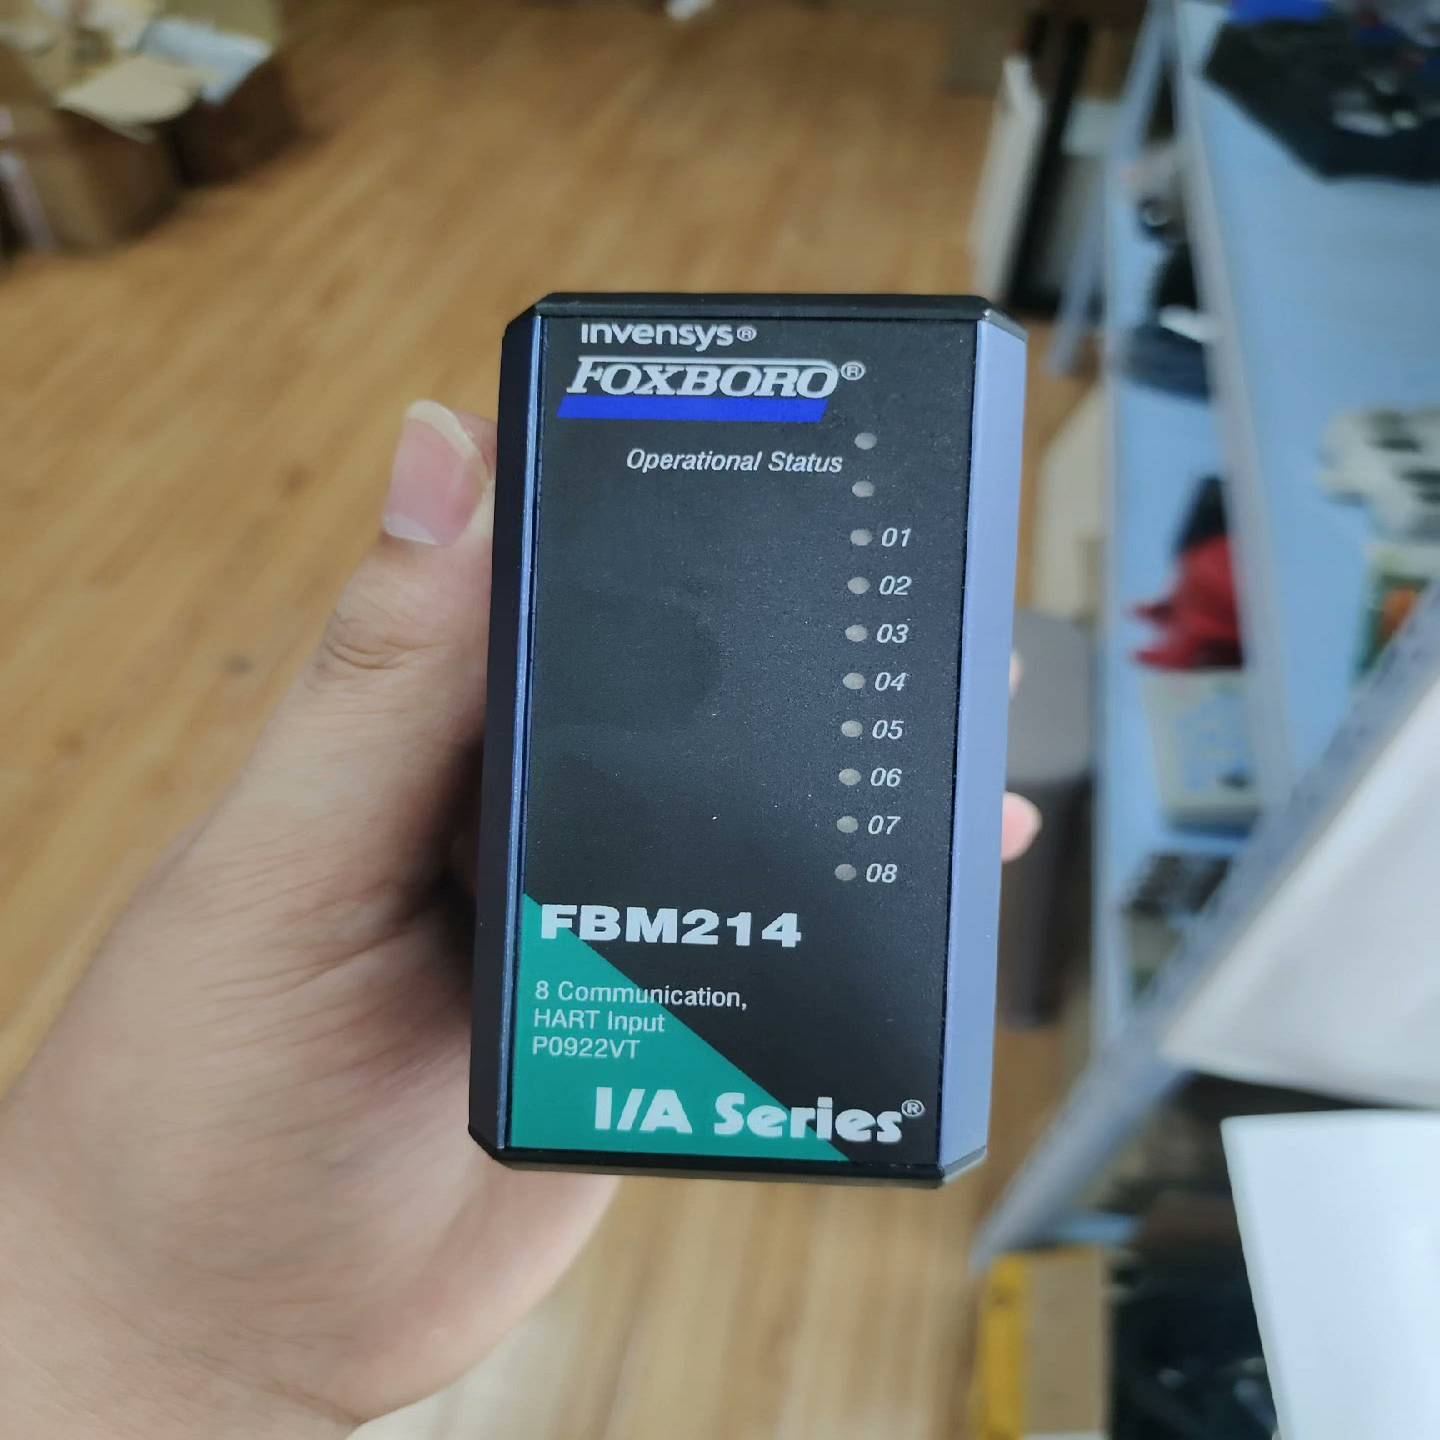 invensys®
FOXBORO®
Operational Status
01
02
03
04
05
06
07
08
FBM214
8 Communication,
HART Input
P0922VT
I/A Series®